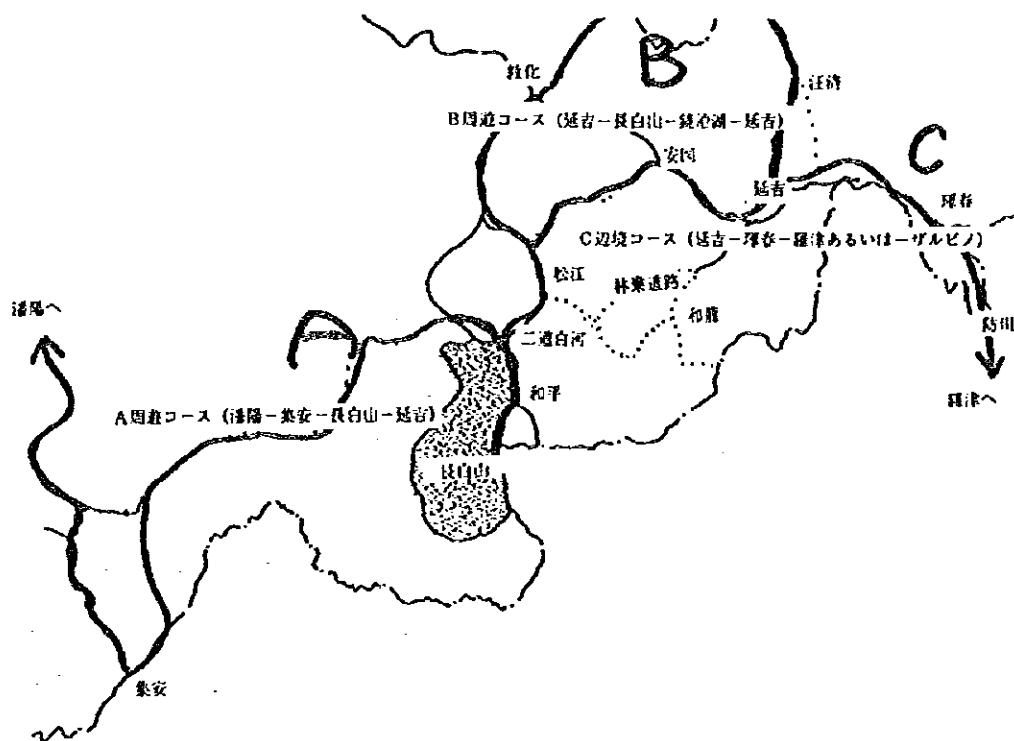 B
敦化
汪清
B周遊コース（延吉－長白山－鏡泊湖－延吉）
安図
C
延吉
琿春
C辺境コース（延吉－琿春－羅津あるいは－ザルビノ）
松江
林業道路
瀋陽へ
和龍
防川
A
二道白河
和平
羅津へ
A周遊コース（瀋陽－集安－長白山－延吉）
長白山
集安